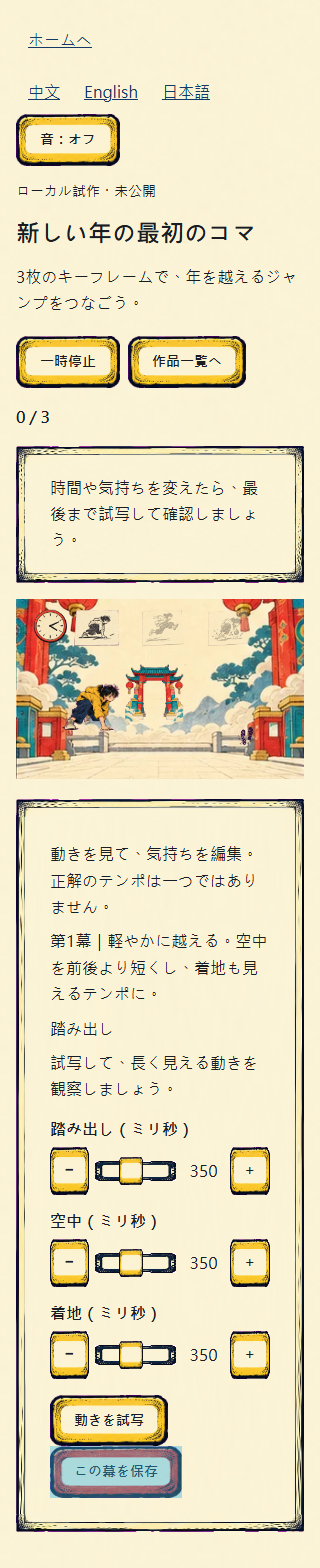 ホームへ
中文 English 日本語
音：オフ
ローカル試作・未公開
新しい年の最初のコマ
3枚のキーフレームで、年を越えるジャ
ンプをつなごう。
一時停止 作品一覧へ
0 / 3
時間や気持ちを変えたら、最
後まで試写して確認しましょ
う。
動きを見て、気持ちを編集。
正解のテンポは一つではあり
ません。
第1幕｜軽やかに越える。空中
を前後より短くし、着地も見
えるテンポに。
踏み出し
試写して、長く見える動きを
観察しましょう。
踏み出し（ミリ秒）
− 350 +
空中（ミリ秒）
− 350 +
着地（ミリ秒）
− 350 +
動きを試写
この幕を保存